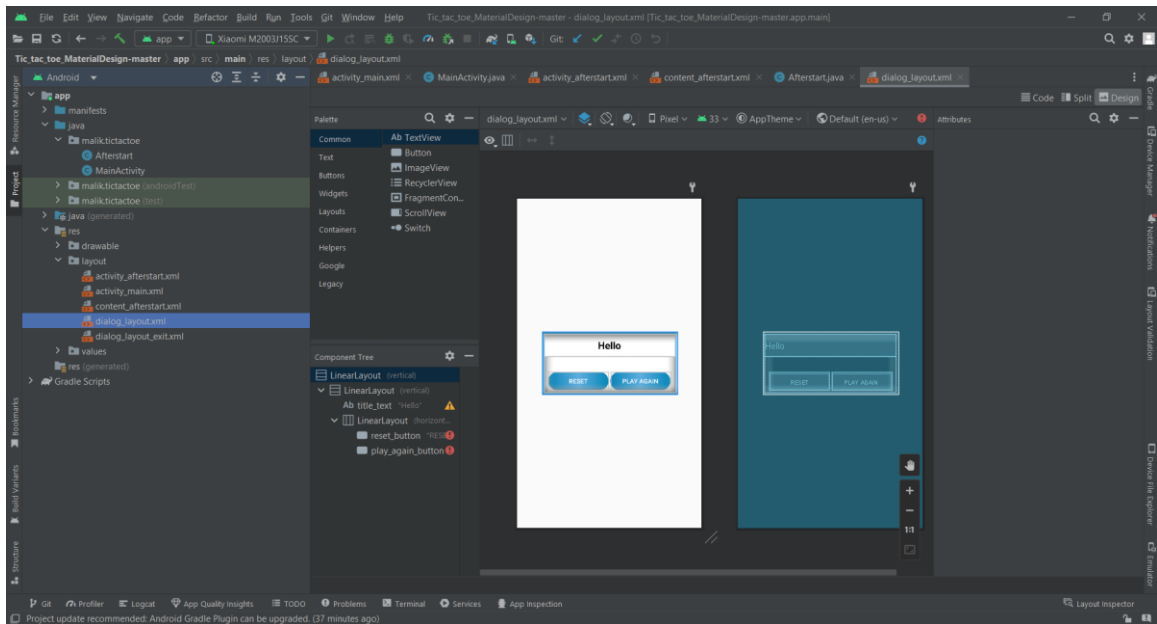 File Edit View Navigate Code Refactor Build Run Tools Git Window Help Tic_tac_toe_MaterialDesign-master - dialog_layout.xml [Tic_tac_toe_MaterialDesign-master.app.main]
app Xiaomi M2003J15SC Git:
Tic_tac_toe_MaterialDesign-master app src main res layout dialog_layout.xml
Android activity_main.xml MainActivity.java activity_afterstart.xml content_afterstart.xml Afterstart.java dialog_layout.xml
Code Split Design
Resource Manager
Project
Bookmarks
Build Variants
Structure
app
manifests
java
malik.tictactoe
Afterstart
MainActivity
malik.tictactoe (androidTest)
malik.tictactoe (test)
java (generated)
res
drawable
layout
activity_afterstart.xml
activity_main.xml
content_afterstart.xml
dialog_layout.xml
dialog_layout_exit.xml
values
res (generated)
Gradle Scripts
Palette
Common
Text
Buttons
Widgets
Layouts
Containers
Helpers
Google
Legacy
Ab TextView
Button
ImageView
RecyclerView
FragmentCon...
ScrollView
Switch
Component Tree
LinearLayout (vertical)
LinearLayout (vertical)
Ab title_text "Hello"
LinearLayout (horizont...
reset_button "RESE
play_again_button
dialog_layout.xml Pixel 33 AppTheme Default (en-us)
Hello
RESET PLAY AGAIN
Hello
RESET PLAY AGAIN
1:1
Attributes
Gradle
Device Manager
Notifications
Layout Validation
Device File Explorer
Emulator
Git Profiler Logcat App Quality Insights TODO Problems Terminal Services App Inspection Layout Inspector
Project update recommended: Android Gradle Plugin can be upgraded. (37 minutes ago)